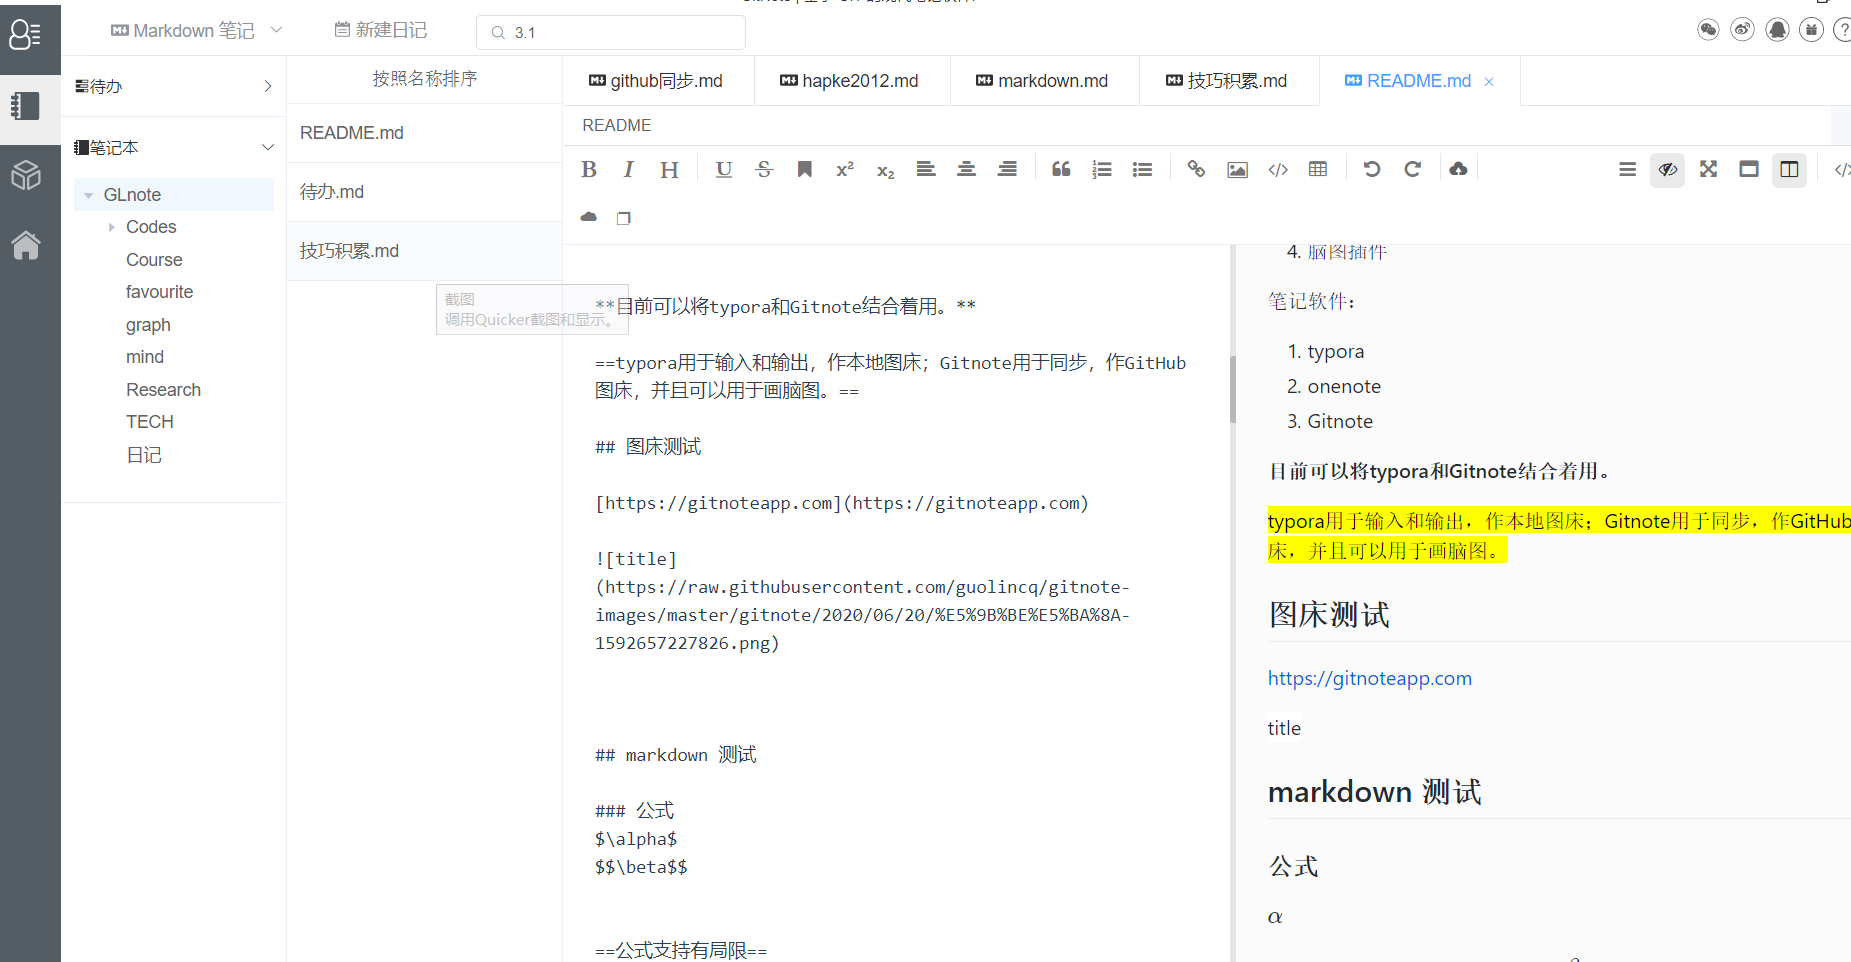 Markdown 笔记
新建日记
3.1
待办
笔记本
GLnote
Codes
Course
favourite
graph
mind
Research
TECH
日记
按照名称排序
README.md
待办.md
技巧积累.md
截图
调用Quicker截图和显示。
github同步.md
hapke2012.md
markdown.md
技巧积累.md
README.md ×
README
B I H U S x² x₂
**目前可以将typora和Gitnote结合着用。**
==typora用于输入和输出，作本地图床；Gitnote用于同步，作GitHub
图床，并且可以用于画脑图。==
## 图床测试
[https://gitnoteapp.com](https://gitnoteapp.com)
![title]
(https://raw.githubusercontent.com/guolincq/gitnote-
images/master/gitnote/2020/06/20/%E5%9B%BE%E5%BA%8A-
1592657227826.png)
## markdown 测试
### 公式
$\alpha$
$$\beta$$
==公式支持有局限==
4. 脑图插件
笔记软件：
1. typora
2. onenote
3. Gitnote
目前可以将typora和Gitnote结合着用。
typora用于输入和输出，作本地图床；Gitnote用于同步，作GitHub
床，并且可以用于画脑图。
图床测试
https://gitnoteapp.com
title
markdown 测试
公式
α